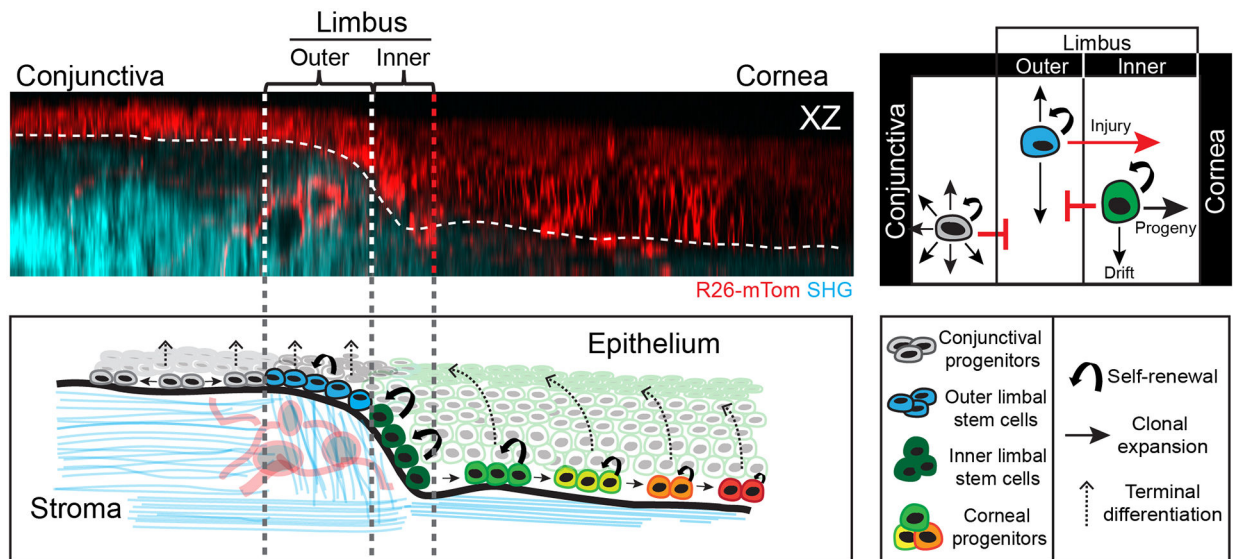 Limbus
Outer
Inner
Conjunctiva
Cornea
XZ
R26-mTom SHG
Epithelium
Stroma
Limbus
Outer
Inner
Conjunctiva
Cornea
Injury
Progeny
Drift
Conjunctival
progenitors
Outer limbal
stem cells
Inner limbal
stem cells
Corneal
progenitors
Self-renewal
Clonal
expansion
Terminal
differentiation